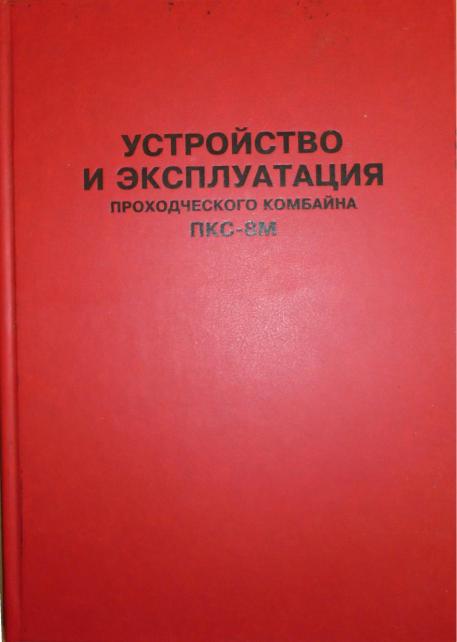 УСТРОЙСТВО
И ЭКСПЛУАТАЦИЯ
ПРОХОДЧЕСКОГО КОМБАЙНА
ПКС-8М